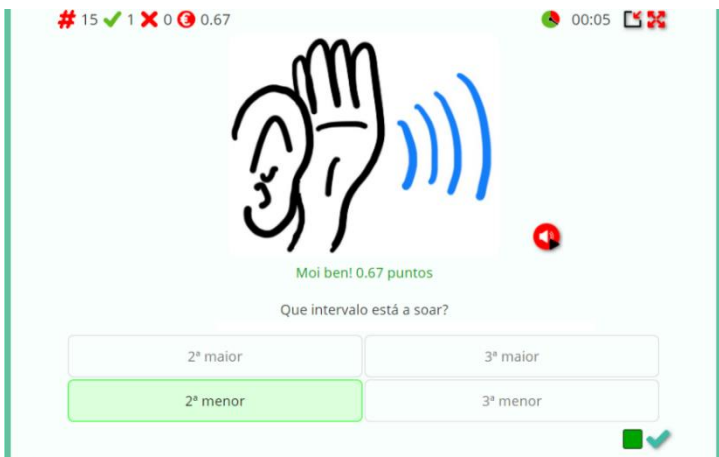 # 15 1 0 0.67 00:05
Moi ben! 0.67 puntos
Que intervalo está a soar?
2ª maior 3ª maior
2ª menor 3ª menor